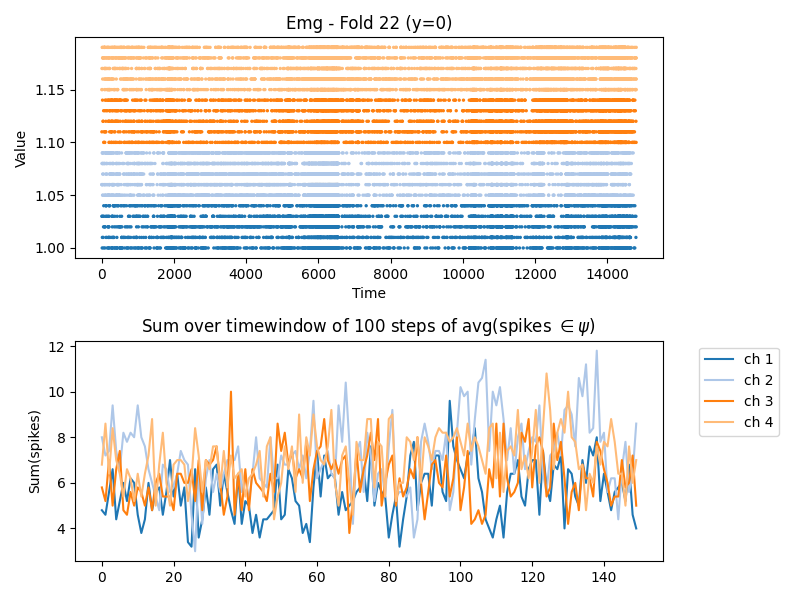 Emg - Fold 22 (y=0)
Value
1.15
1.10
1.05
1.00
0 2000 4000 6000 8000 10000 12000 14000
Time
Sum over timewindow of 100 steps of avg(spikes ∈ψ)
Sum(spikes)
12
10
8
6
4
0 20 40 60 80 100 120 140
ch 1
ch 2
ch 3
ch 4